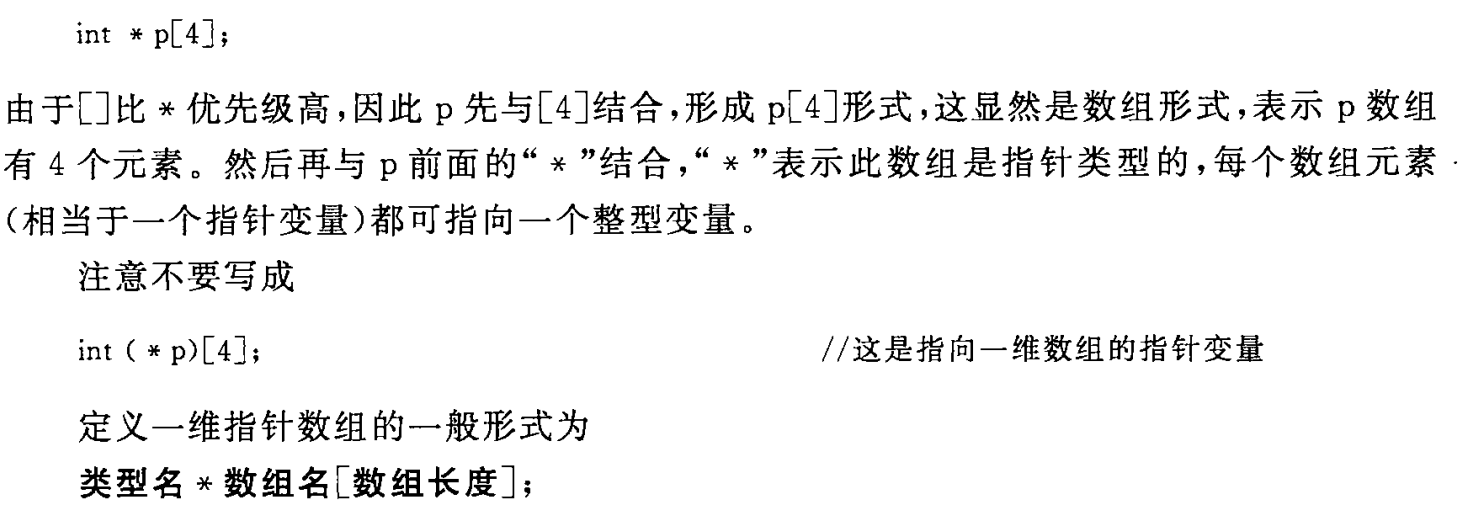 int * p[4];
由于[]比 * 优先级高,因此 p 先与[4]结合,形成 p[4]形式,这显然是数组形式,表示 p 数组
有 4 个元素。然后再与 p 前面的“ * ”结合,“ * ”表示此数组是指针类型的,每个数组元素
(相当于一个指针变量)都可指向一个整型变量。
注意不要写成
int ( * p)[4]; //这是指向一维数组的指针变量
定义一维指针数组的一般形式为
类型名 * 数组名[数组长度];